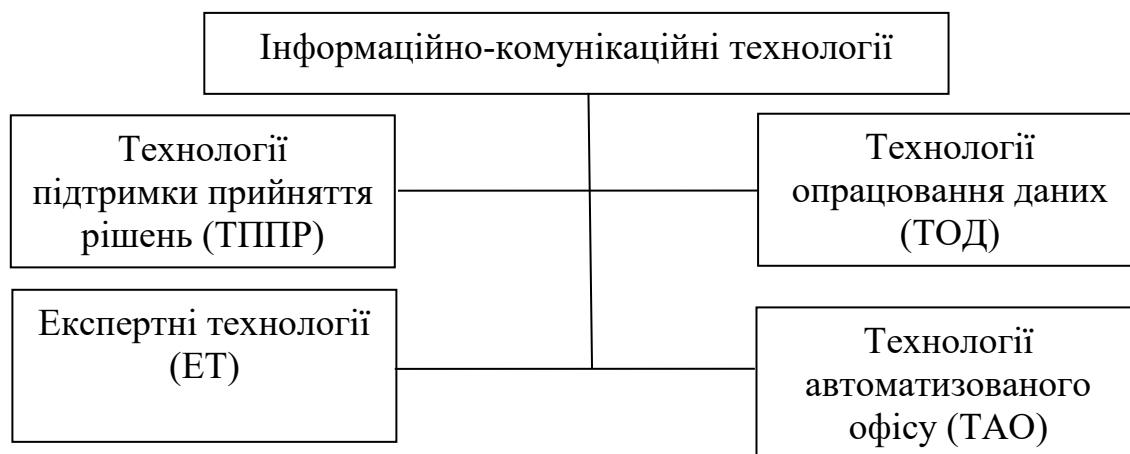 Інформаційно-комунікаційні технології
Технології
підтримки прийняття
рішень (ТППР)
Технології
опрацювання даних
(ТОД)
Експертні технології
(ЕТ)
Технології
автоматизованого
офісу (ТАО)